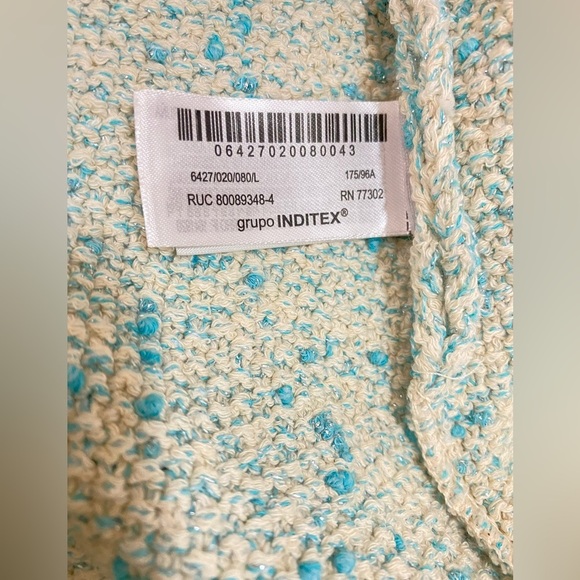 06427020080043
6427/020/080/L 175/96A
RUC 80089348-4 RN 77302
grupo INDITEX®